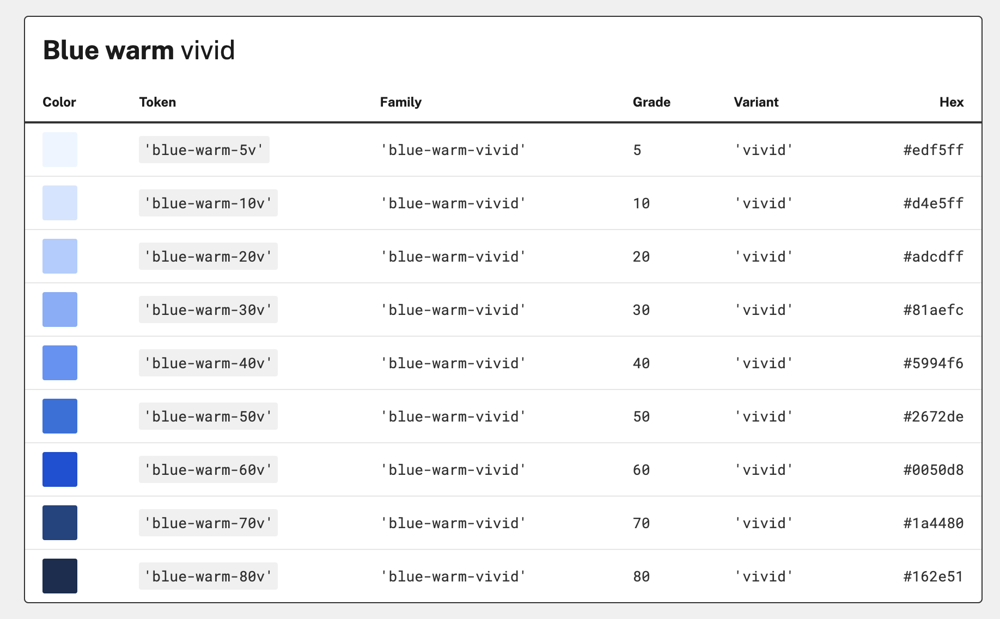 Blue warm vivid
Color Token Family Grade Variant Hex
'blue-warm-5v' 'blue-warm-vivid' 5 'vivid' #edf5ff
'blue-warm-10v' 'blue-warm-vivid' 10 'vivid' #d4e5ff
'blue-warm-20v' 'blue-warm-vivid' 20 'vivid' #adcdff
'blue-warm-30v' 'blue-warm-vivid' 30 'vivid' #81aefc
'blue-warm-40v' 'blue-warm-vivid' 40 'vivid' #5994f6
'blue-warm-50v' 'blue-warm-vivid' 50 'vivid' #2672de
'blue-warm-60v' 'blue-warm-vivid' 60 'vivid' #0050d8
'blue-warm-70v' 'blue-warm-vivid' 70 'vivid' #1a4480
'blue-warm-80v' 'blue-warm-vivid' 80 'vivid' #162e51